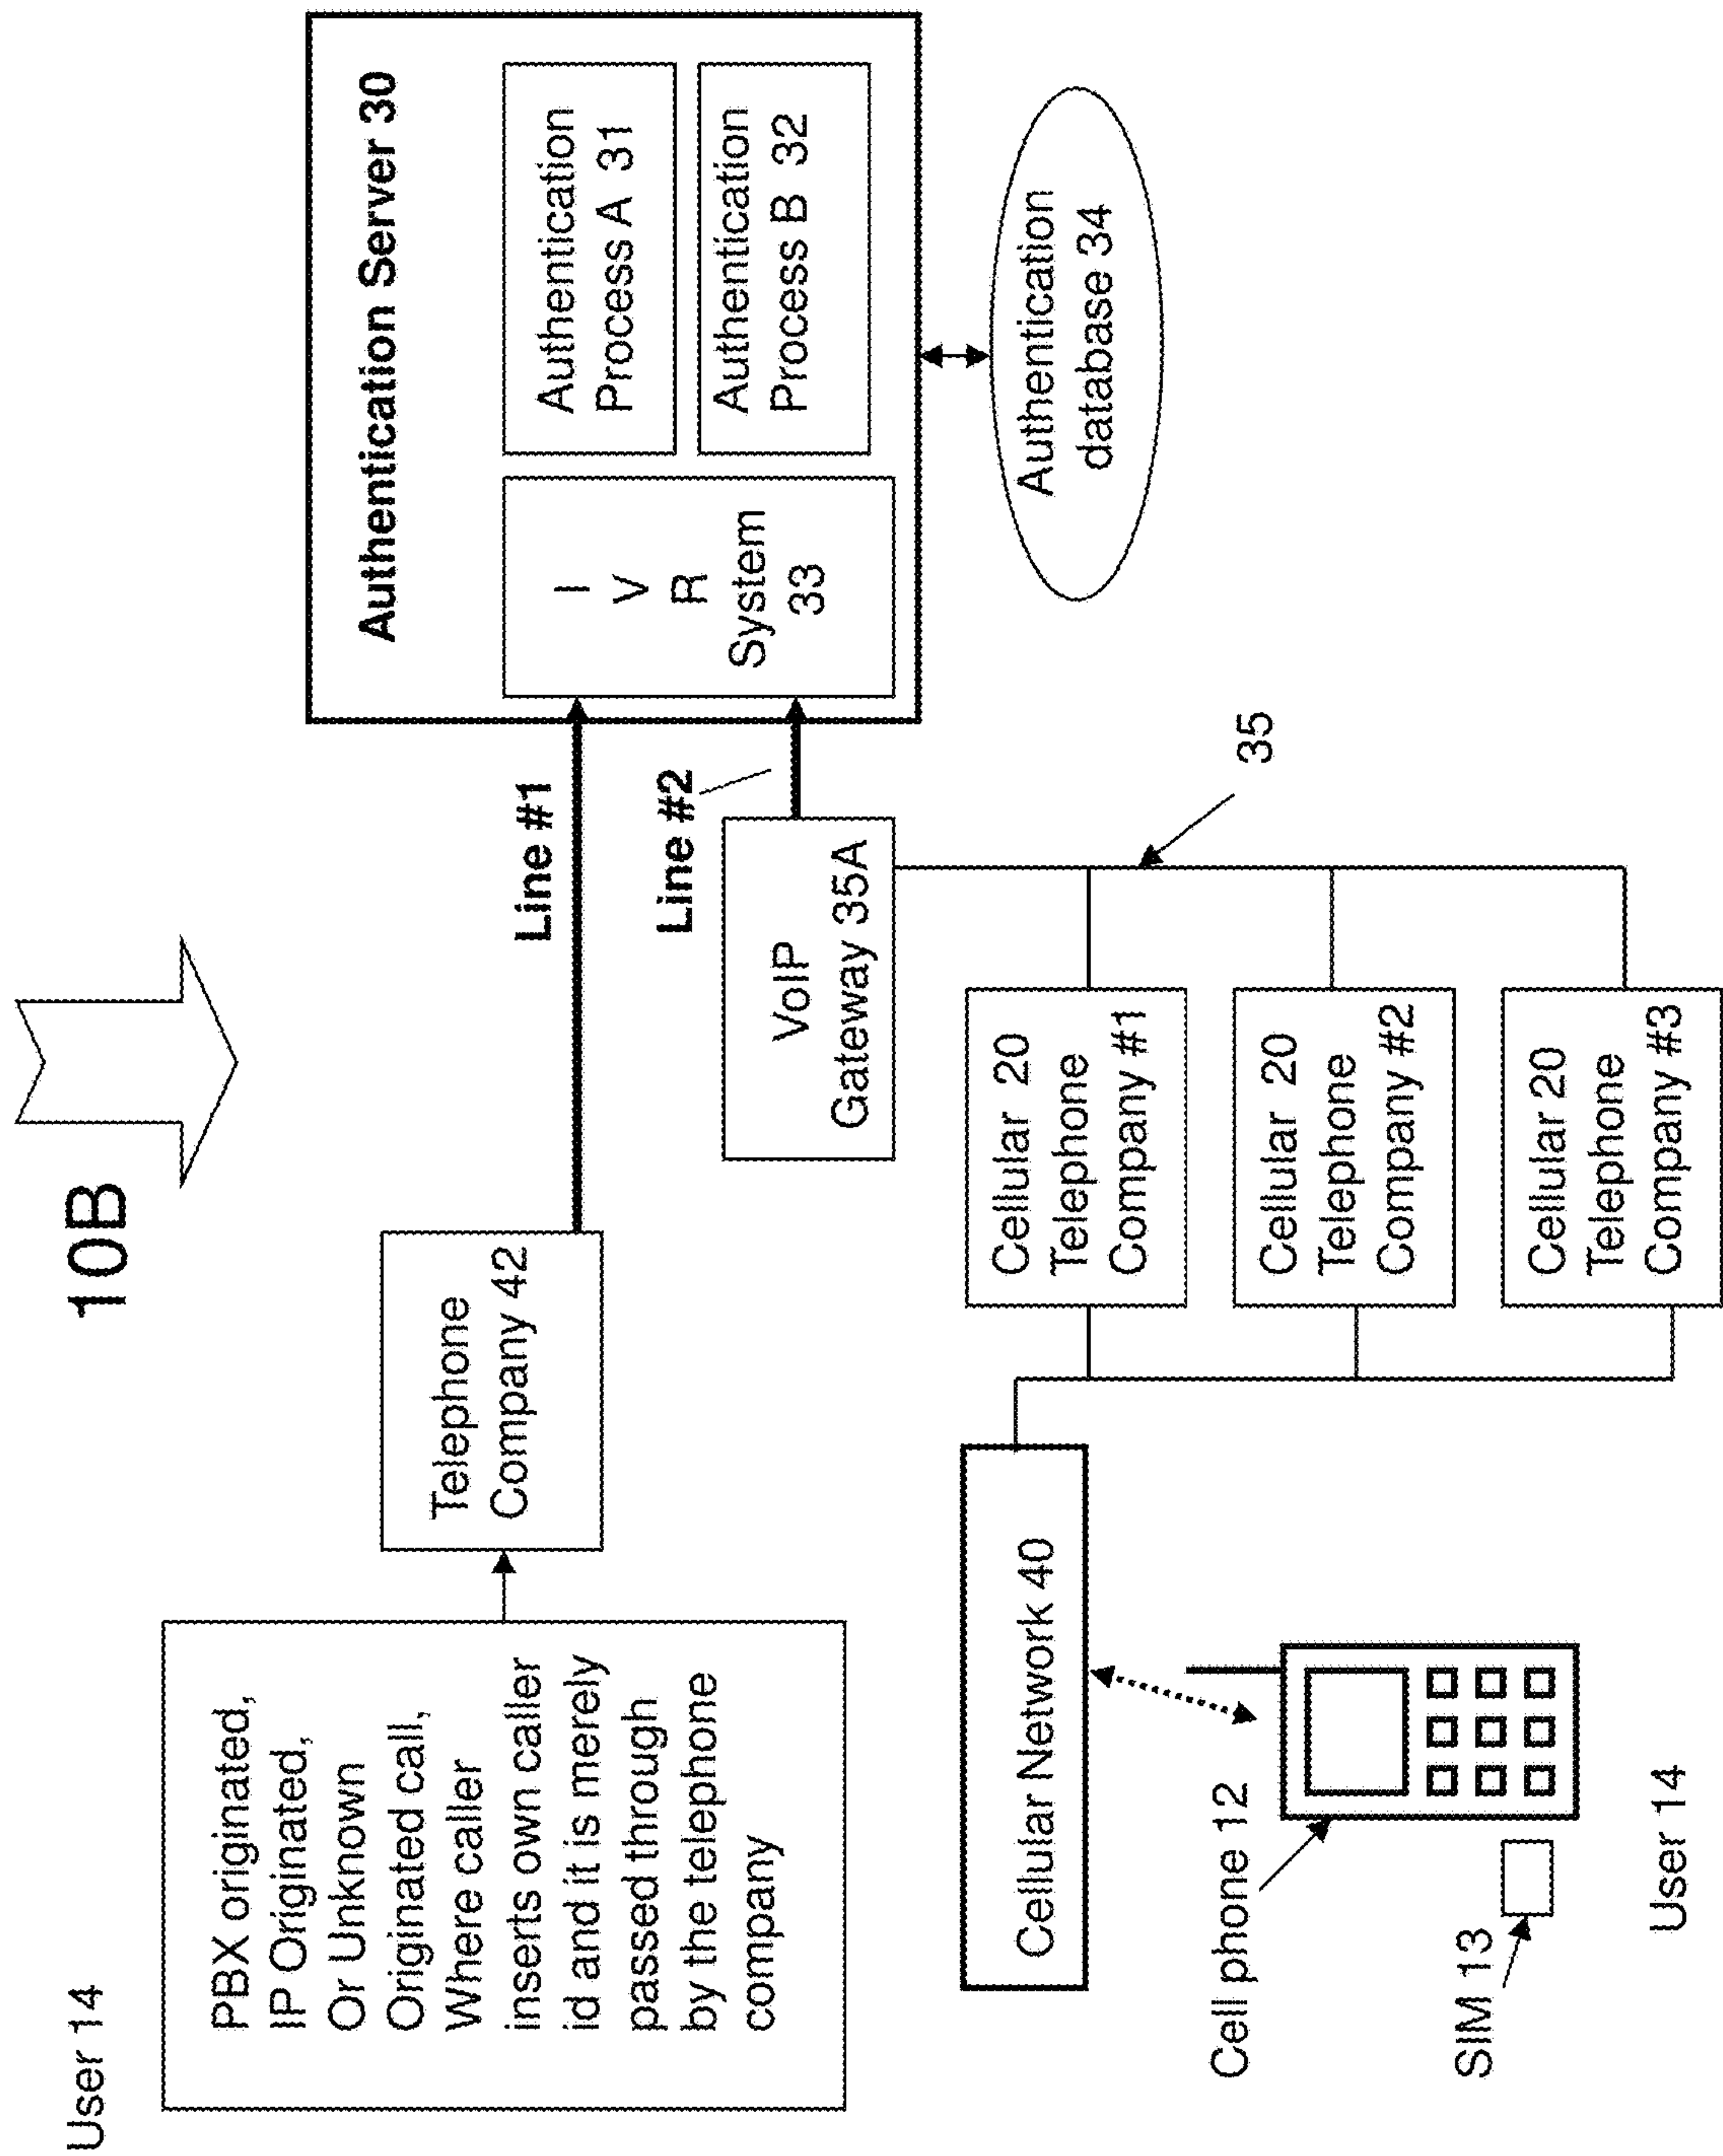 10B
User 14
PBX originated,
IP Originated,
Or Unknown
Originated call,
Where caller
inserts own caller
id and it is merely
passed through
by the telephone
company
Telephone
Company 42
Line #1
Line #2
Authentication Server 30
I
V
R
System
33
Authentication
Process A 31
Authentication
Process B 32
Authentication
database 34
VoIP
Gateway 35A
35
Cellular 20
Telephone
Company #1
Cellular 20
Telephone
Company #2
Cellular 20
Telephone
Company #3
Cellular Network 40
Cell phone 12
SIM 13
User 14